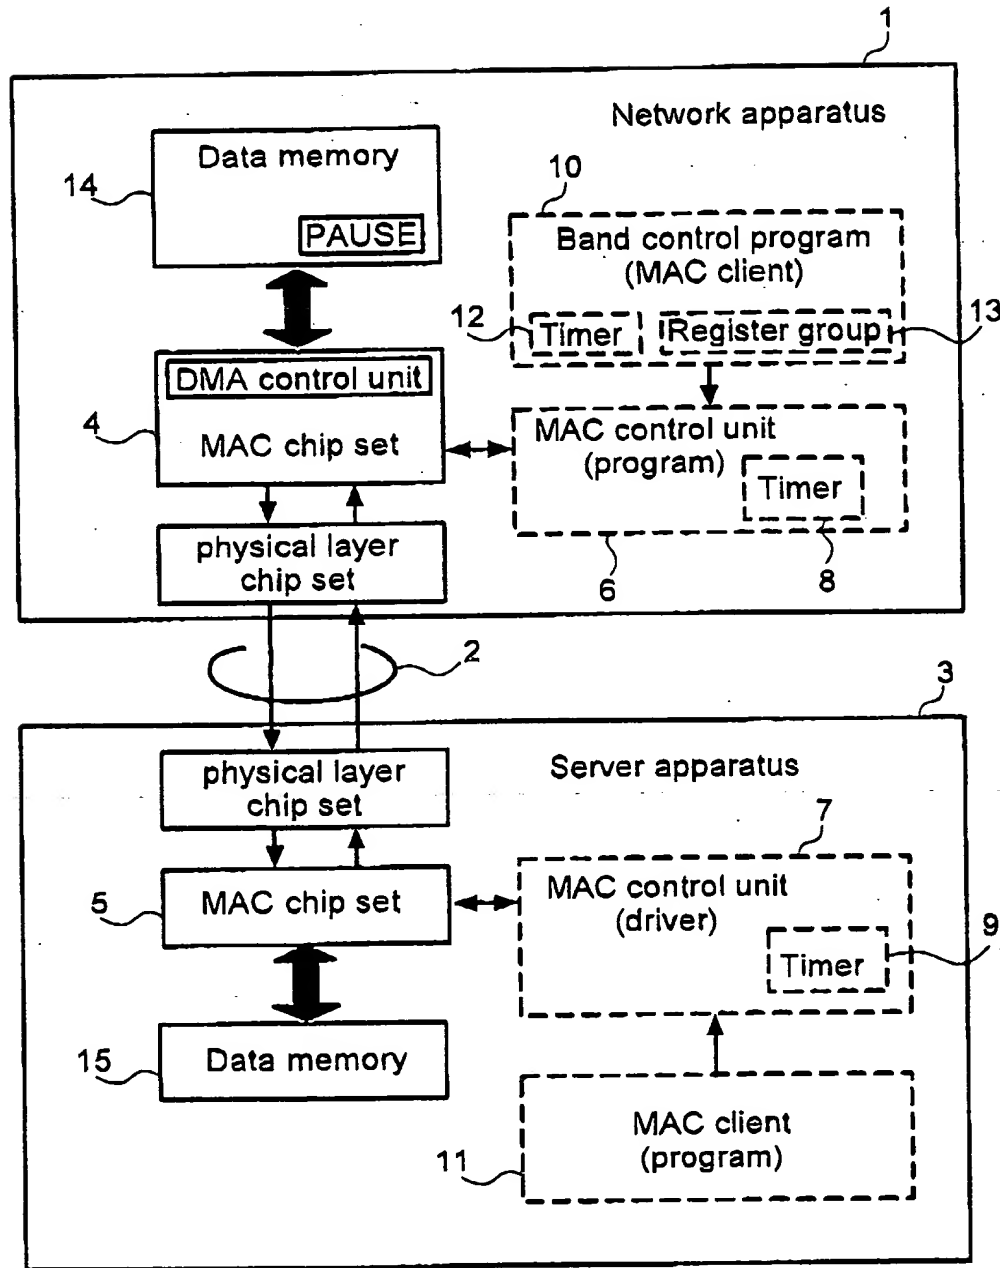 1
Network apparatus
Data memory
14
PAUSE
10
Band control program
(MAC client)
12
Timer
Register group
13
DMA control unit
4
MAC chip set
MAC control unit
(program)
Timer
physical layer
chip set
6
8
2
3
physical layer
chip set
Server apparatus
7
5
MAC chip set
MAC control unit
(driver)
9
Timer
15
Data memory
MAC client
(program)
11